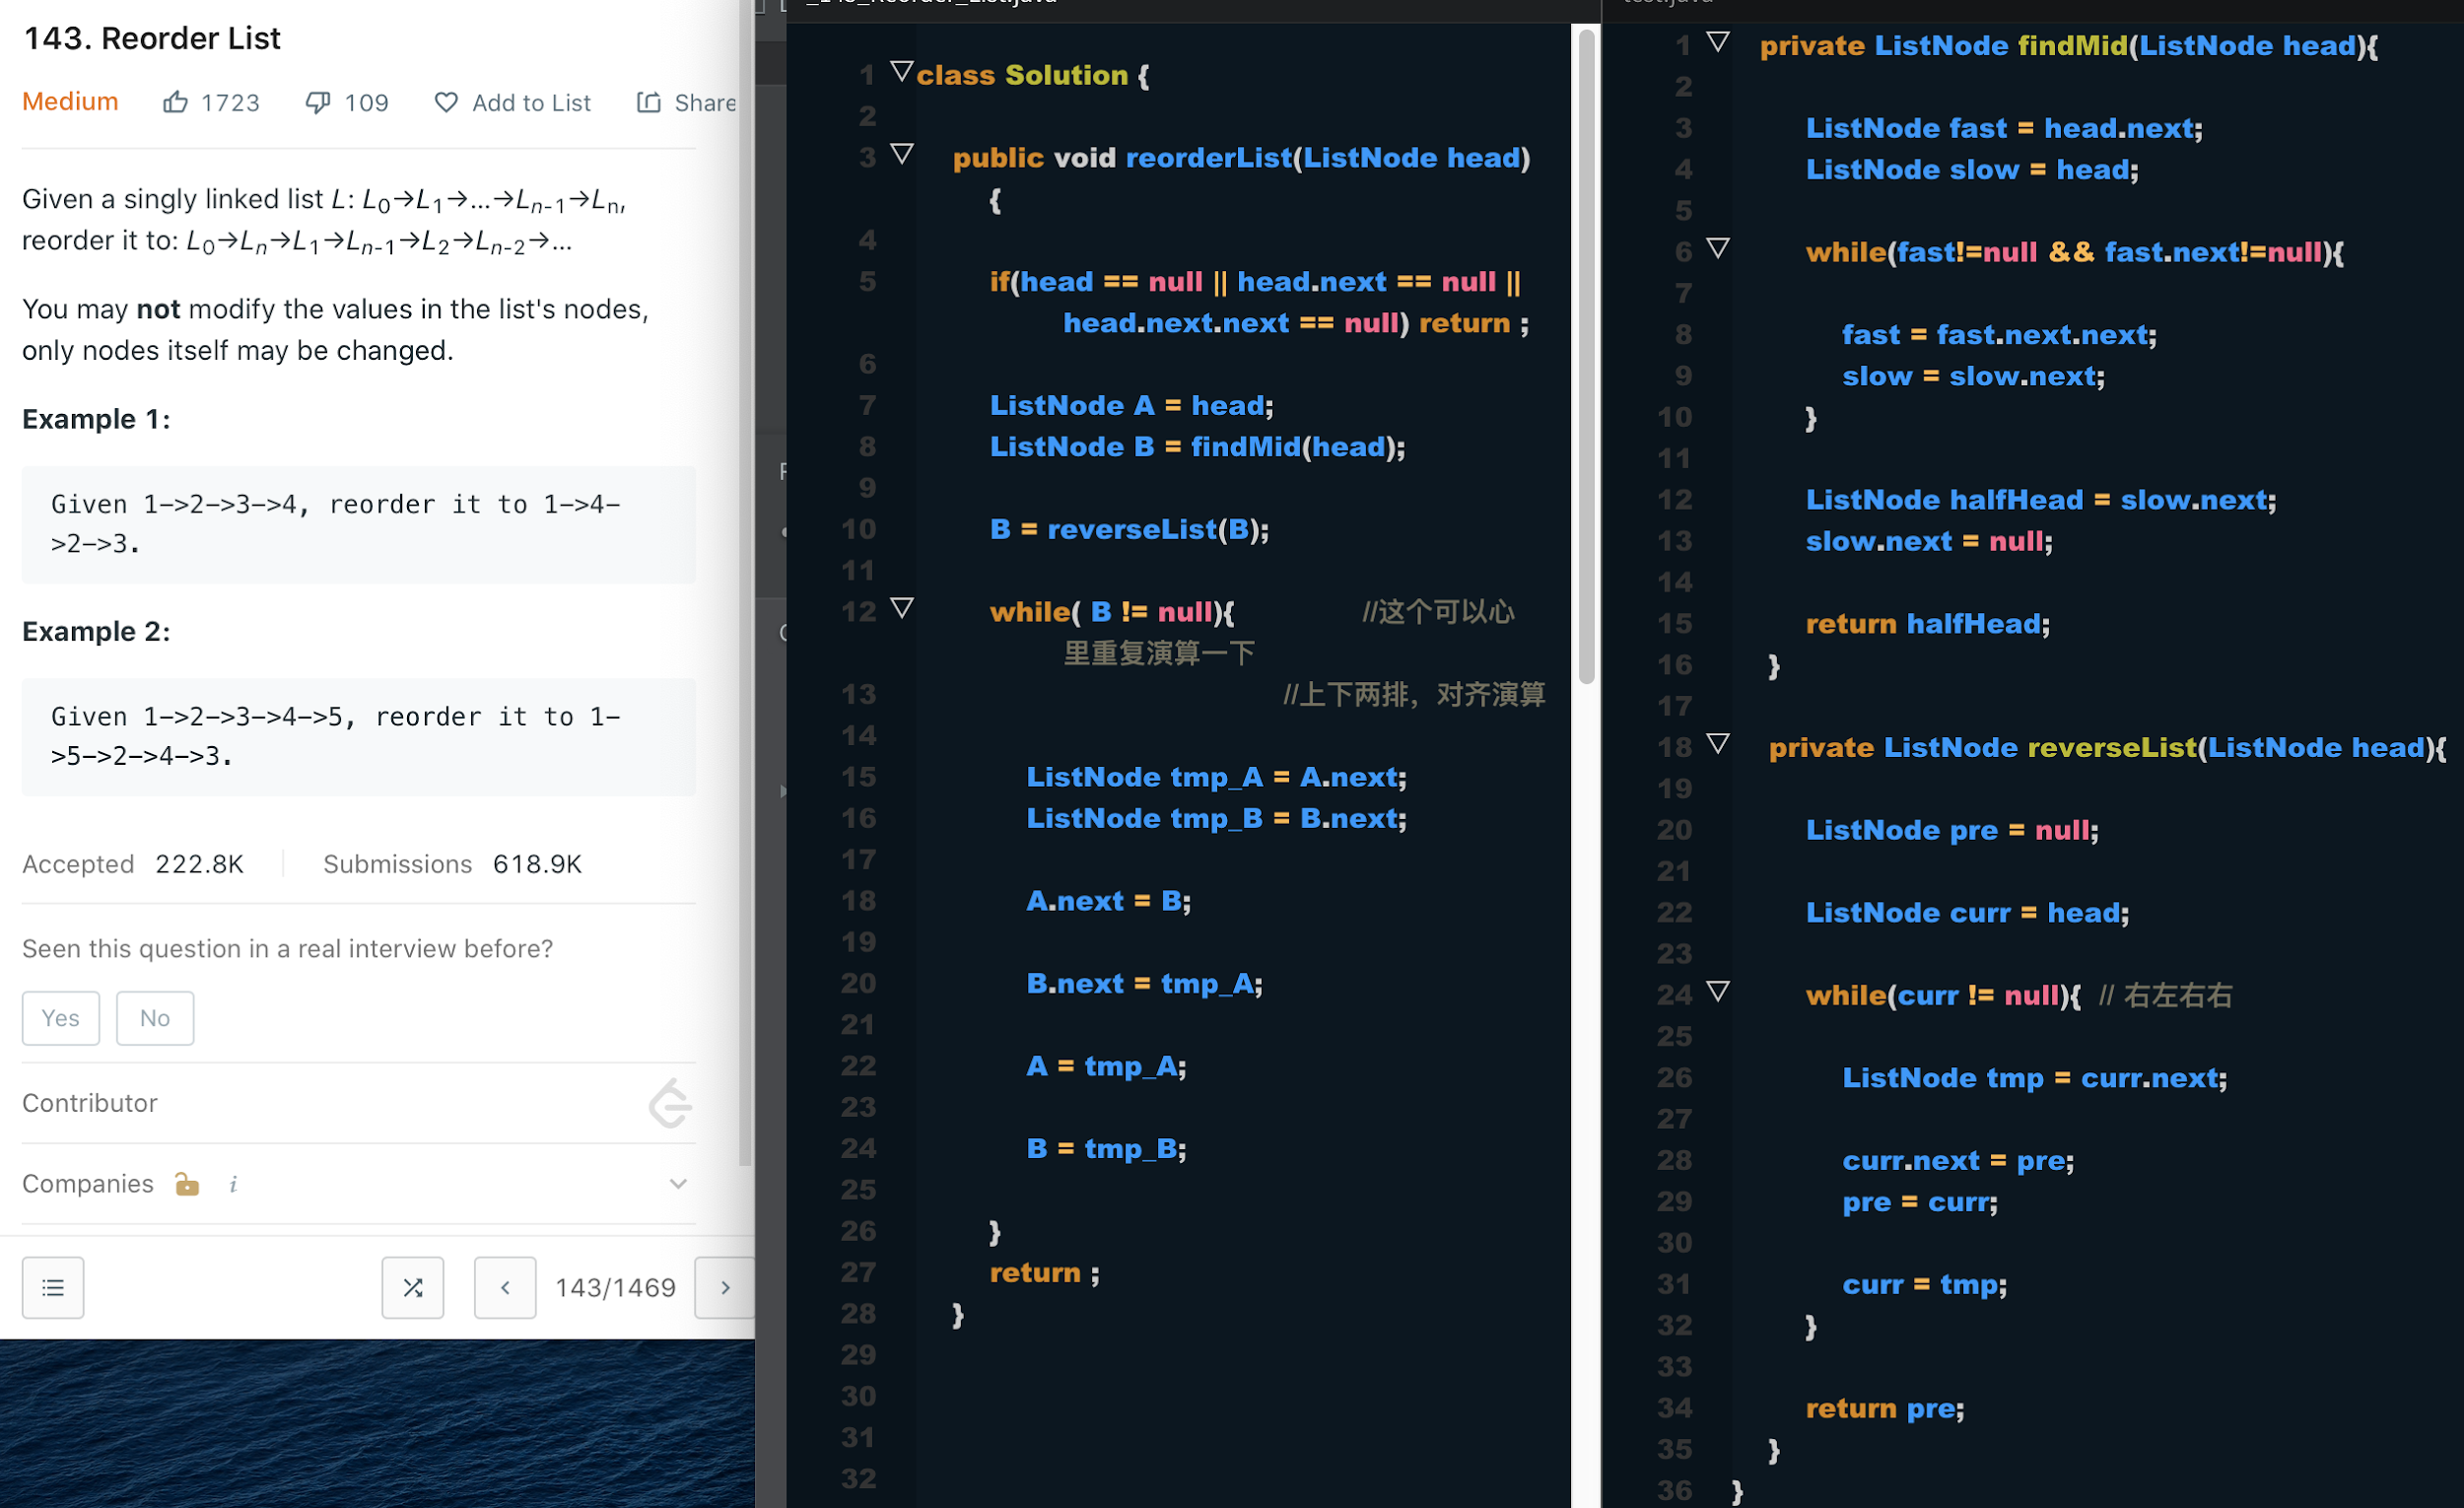 143. Reorder List
Medium 1723 109 Add to List Share
Given a singly linked list L: L0→L1→…→Ln-1→Ln,
reorder it to: L0→Ln→L1→Ln-1→L2→Ln-2→…
You may not modify the values in the list's nodes,
only nodes itself may be changed.
Example 1:
Given 1->2->3->4, reorder it to 1->4-
>2->3.
Example 2:
Given 1->2->3->4->5, reorder it to 1-
>5->2->4->3.
Accepted 222.8K Submissions 618.9K
Seen this question in a real interview before?
Yes No
Contributor
Companies i
143/1469
_143_Reorder_List.java
1 class Solution {
2
3 public void reorderList(ListNode head)
{
4
5 if(head == null || head.next == null ||
head.next.next == null) return ;
6
7 ListNode A = head;
8 ListNode B = findMid(head);
9
10 B = reverseList(B);
11
12 while( B != null){ //这个可以心
里重复演算一下
13 //上下两排，对齐演算
14
15 ListNode tmp_A = A.next;
16 ListNode tmp_B = B.next;
17
18 A.next = B;
19
20 B.next = tmp_A;
21
22 A = tmp_A;
23
24 B = tmp_B;
25
26 }
27 return ;
28 }
29
30
31
32
test.java
1 private ListNode findMid(ListNode head){
2
3 ListNode fast = head.next;
4 ListNode slow = head;
5
6 while(fast!=null && fast.next!=null){
7
8 fast = fast.next.next;
9 slow = slow.next;
10 }
11
12 ListNode halfHead = slow.next;
13 slow.next = null;
14
15 return halfHead;
16 }
17
18 private ListNode reverseList(ListNode head){
19
20 ListNode pre = null;
21
22 ListNode curr = head;
23
24 while(curr != null){ // 右左右右
25
26 ListNode tmp = curr.next;
27
28 curr.next = pre;
29 pre = curr;
30
31 curr = tmp;
32 }
33
34 return pre;
35 }
36 }